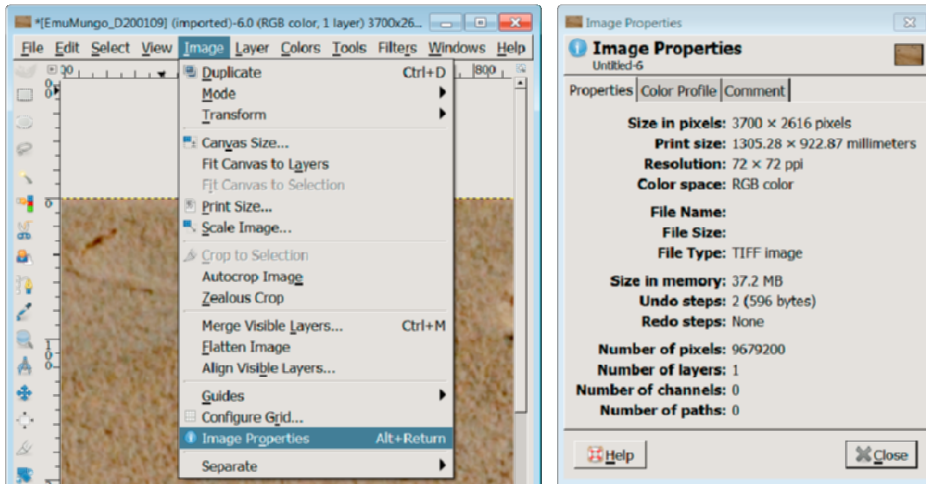 *[EmuMungo_D200109] (imported)-6.0 (RGB color, 1 layer) 3700x26...
File Edit Select View Image Layer Colors Tools Filters Windows Help
Duplicate Ctrl+D
Mode
Transform
Canvas Size...
Fit Canvas to Layers
Fit Canvas to Selection
Print Size...
Scale Image...
Crop to Selection
Autocrop Image
Zealous Crop
Merge Visible Layers... Ctrl+M
Flatten Image
Align Visible Layers...
Guides
Configure Grid...
Image Properties Alt+Return
Separate
800
0
100
Image Properties
Image Properties
Untitled-6
Properties Color Profile Comment
Size in pixels: 3700 × 2616 pixels
Print size: 1305.28 × 922.87 millimeters
Resolution: 72 × 72 ppi
Color space: RGB color
File Name:
File Size:
File Type: TIFF image
Size in memory: 37.2 MB
Undo steps: 2 (596 bytes)
Redo steps: None
Number of pixels: 9679200
Number of layers: 1
Number of channels: 0
Number of paths: 0
Help
Close